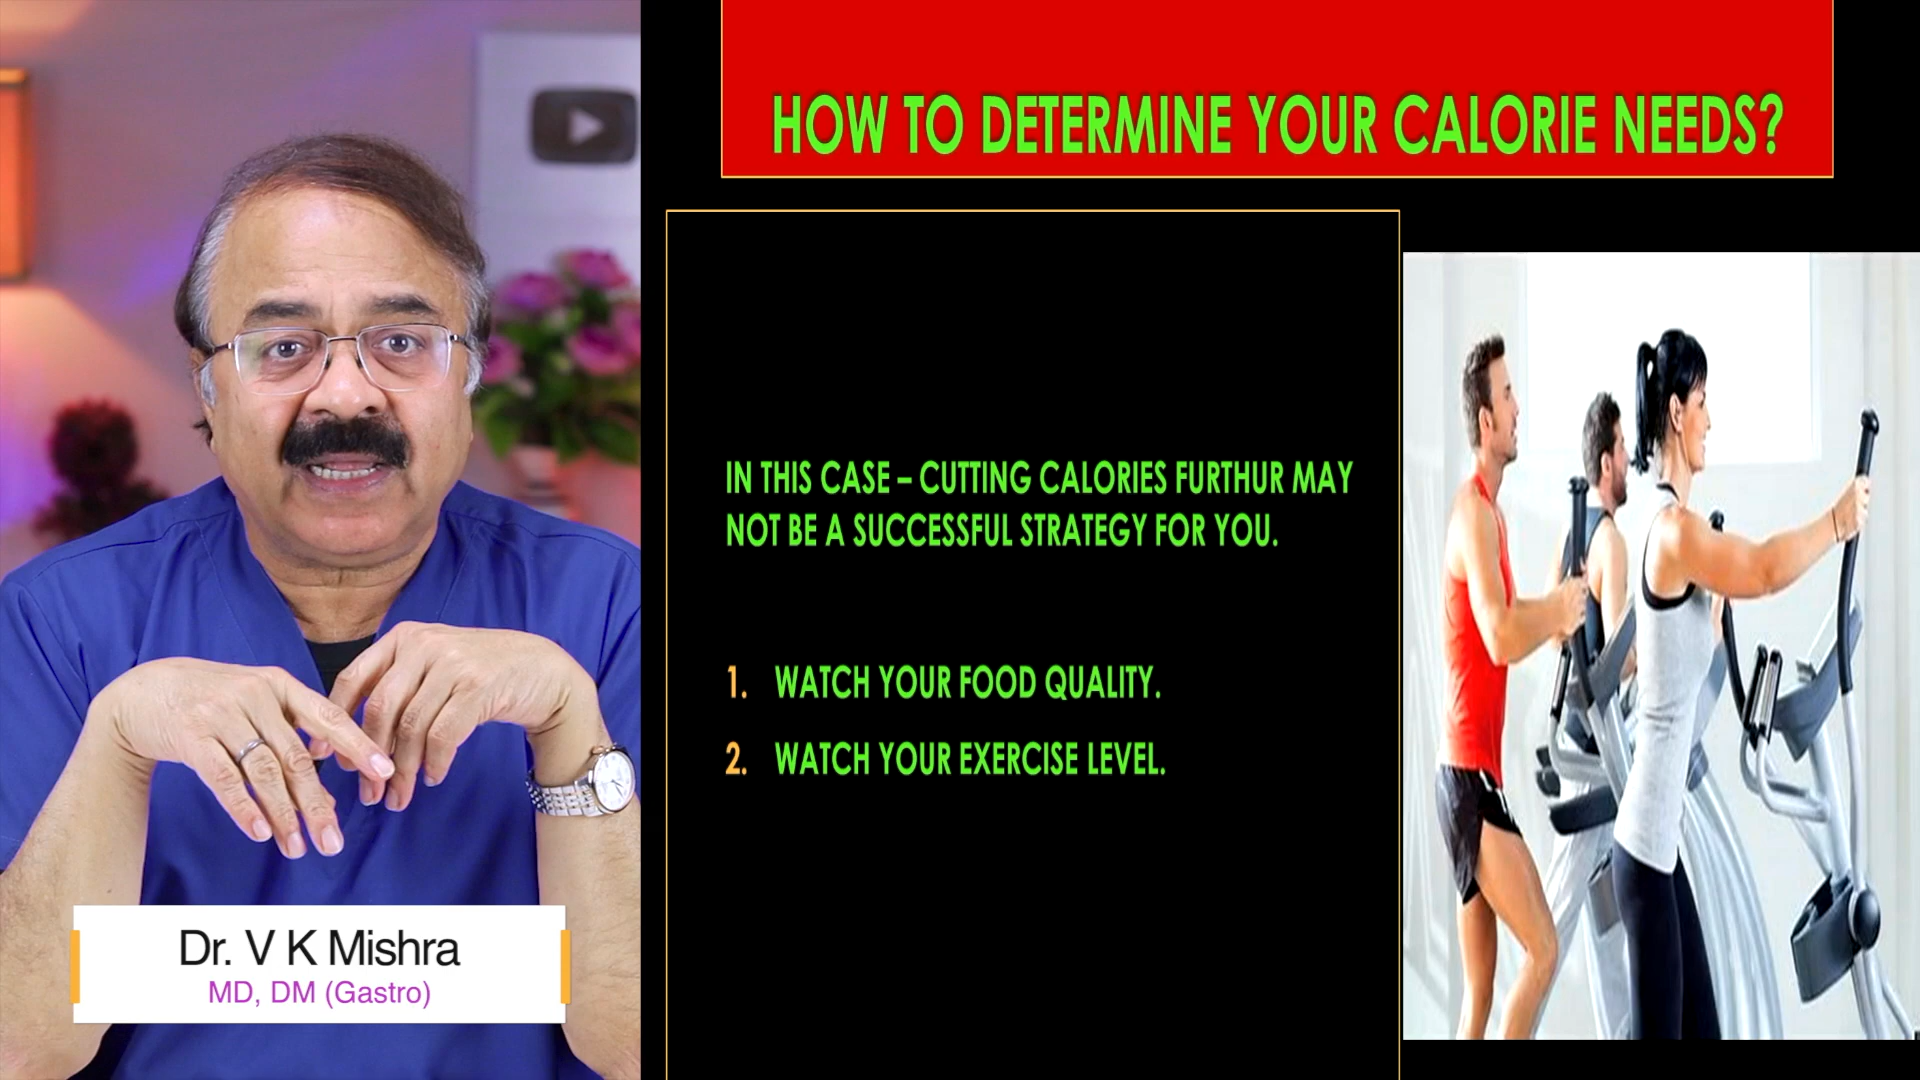 HOW TO DETERMINE YOUR CALORIE NEEDS?
IN THIS CASE – CUTTING CALORIES FURTHUR MAY
NOT BE A SUCCESSFUL STRATEGY FOR YOU.
1. WATCH YOUR FOOD QUALITY.
2. WATCH YOUR EXERCISE LEVEL.
Dr. V K Mishra
MD, DM (Gastro)